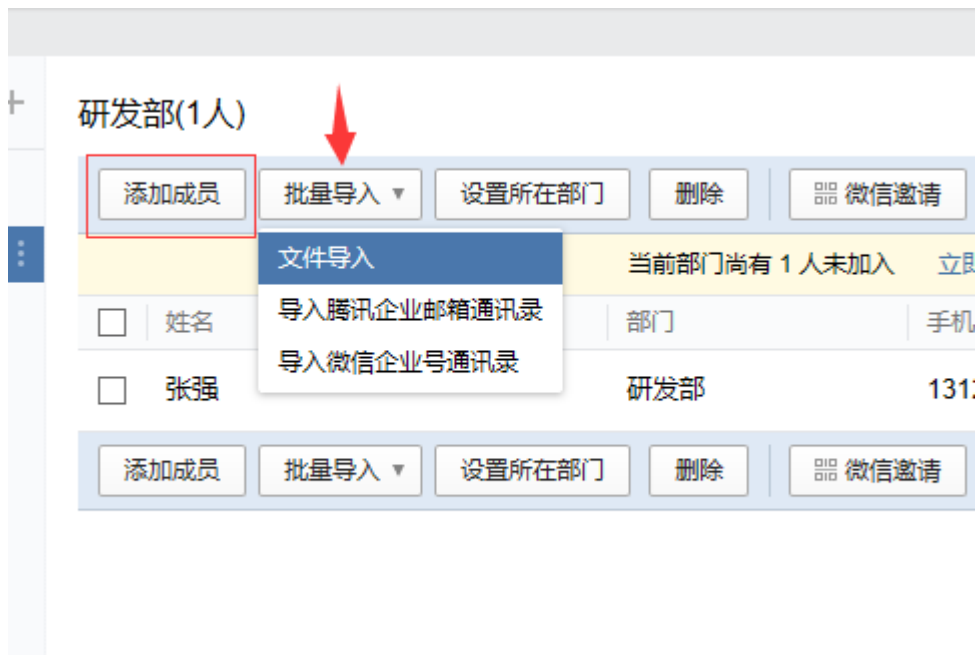 研发部(1人)
添加成员 批量导入 设置所在部门 删除 微信邀请
文件导入
当前部门尚有 1 人未加入
导入腾讯企业邮箱通讯录
姓名 部门 手机
导入微信企业号通讯录
张强 研发部 131
添加成员 批量导入 设置所在部门 删除 微信邀请